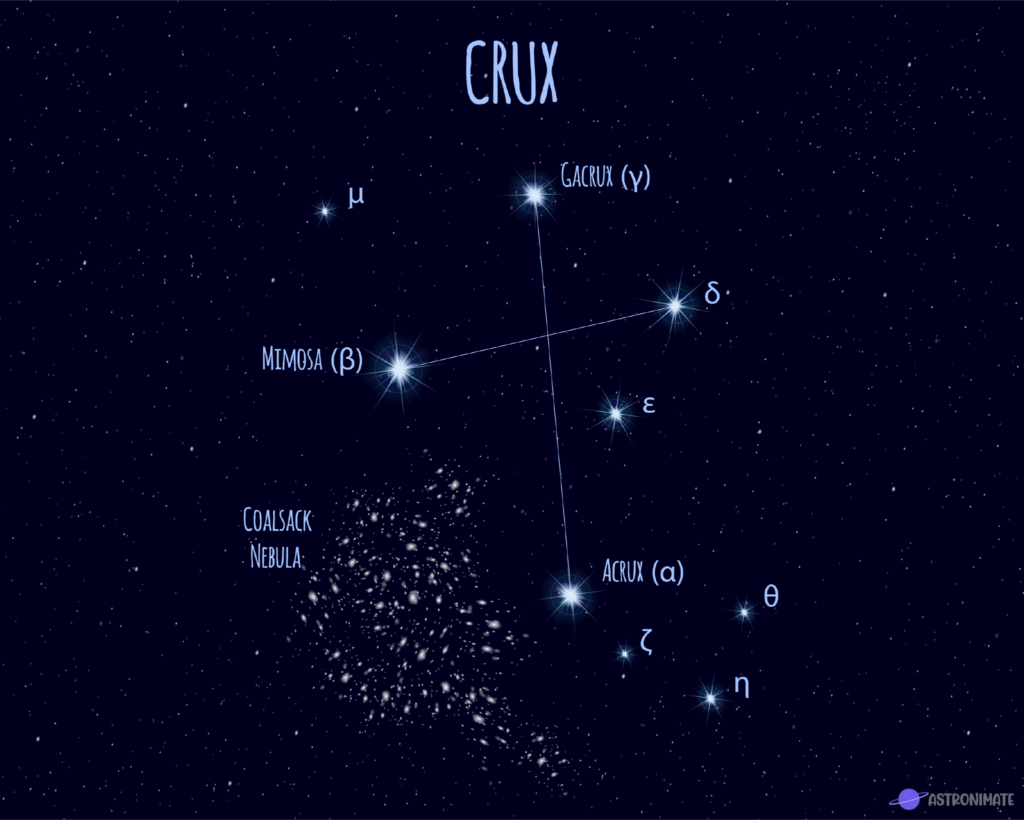 CRUX
GACRUX (γ)
μ
δ
MIMOSA (β)
ε
COALSACK
NEBULA
ACRUX (α)
θ
ζ
η
ASTRONIMATE